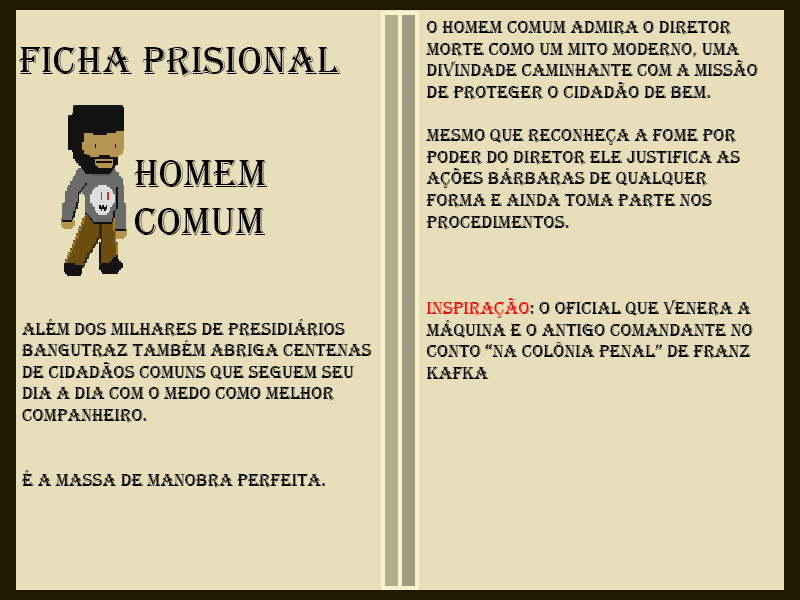 FICHA PRISIONAL
HOMEM
COMUM
ALÉM DOS MILHARES DE PRESIDIÁRIOS
BANGUTRAZ TAMBÉM ABRIGA CENTENAS
DE CIDADÃOS COMUNS QUE SEGUEM SEU
DIA A DIA COM O MEDO COMO MELHOR
COMPANHEIRO.
É A MASSA DE MANOBRA PERFEITA.
O HOMEM COMUM ADMIRA O DIRETOR
MORTE COMO UM MITO MODERNO, UMA
DIVINDADE CAMINHANTE COM A MISSÃO
DE PROTEGER O CIDADÃO DE BEM.
MESMO QUE RECONHEÇA A FOME POR
PODER DO DIRETOR ELE JUSTIFICA AS
AÇÕES BÁRBARAS DE QUALQUER
FORMA E AINDA TOMA PARTE NOS
PROCEDIMENTOS.
INSPIRAÇÃO: O OFICIAL QUE VENERA A
MÁQUINA E O ANTIGO COMANDANTE NO
CONTO “NA COLÔNIA PENAL” DE FRANZ
KAFKA